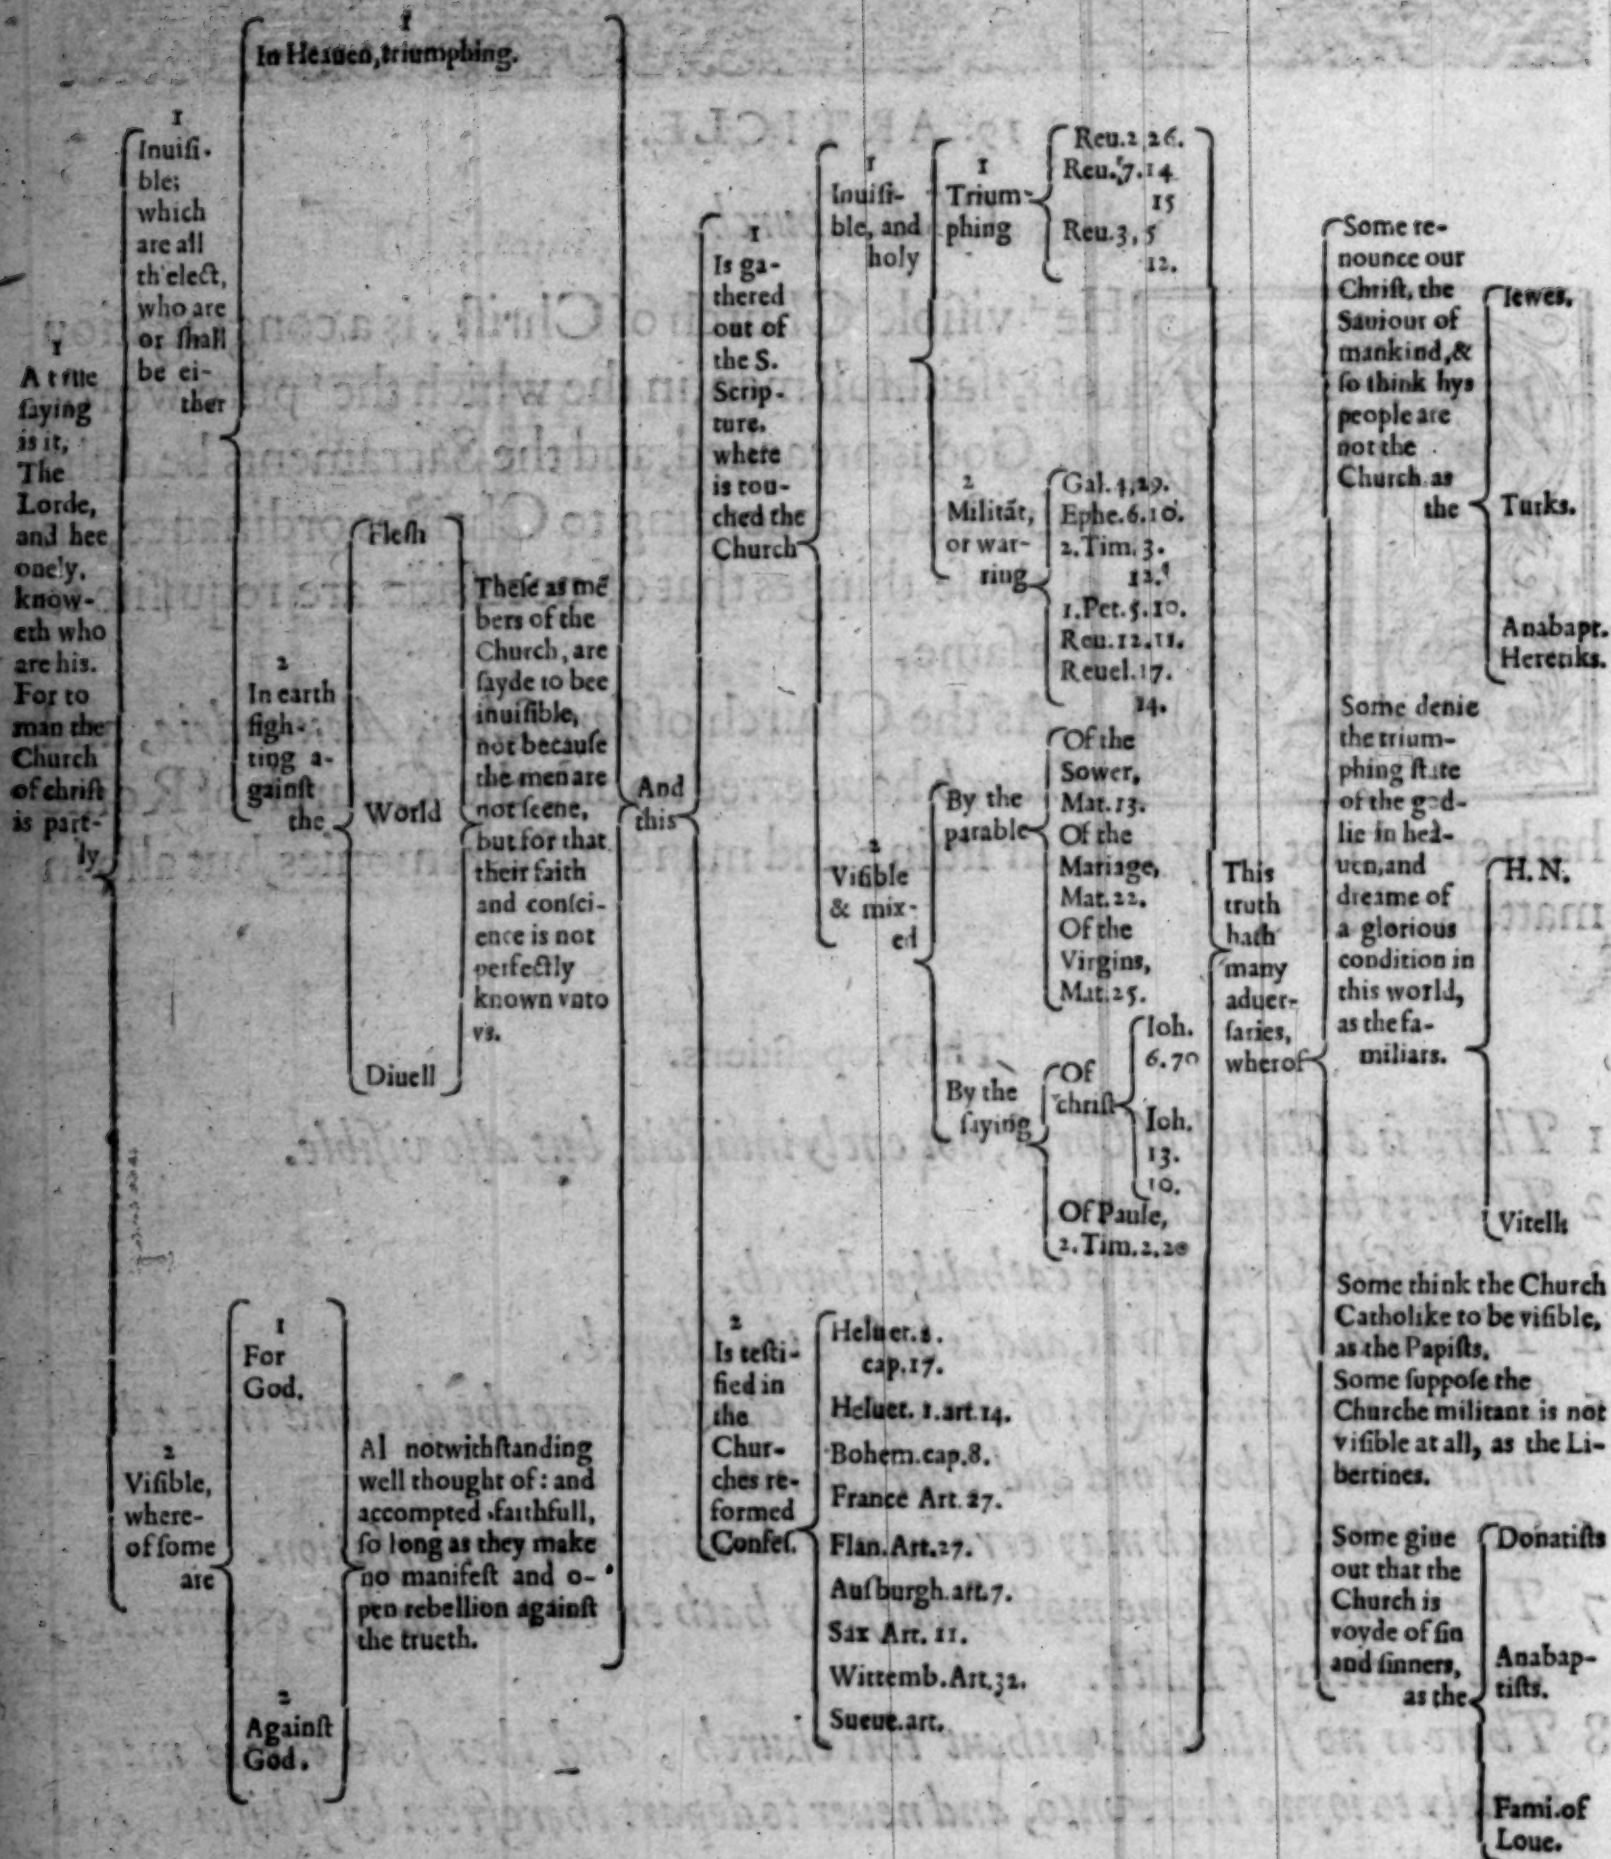 1
A true
ſaying
is it,
The
Lorde,
and hee
onely,
know-
eth who
are his.
For to
man the
Church
of chriſt
is part-
ly
1
Inuiſi-
ble;
which
are all
th'elect,
who are
or ſhall
be ei-
ther
1
In Heauen, triumphing.
2
In earth
figh-
ting a-
gainſt
the
Fleſh
World
Diuell
Theſe as mē
bers of the
Church, are
ſayde to bee
inuiſible,
not becauſe
the men are
not ſeene,
but for that
their faith
and conſci-
ence is not
perfectly
known vnto
vs.
2
Viſible,
where-
of ſome
are
1
For
God.
2
Againſt
God.
Al notwithſtanding
well thought of: and
accompted faithfull,
ſo long as they make
no manifeſt and o-
pen rebellion againſt
the trueth.
And
this
1
Is ga-
thered
out of
the S.
Scrip-
ture.
where
is tou-
ched the
Church
1
Inuiſi-
ble, and
holy
1
Trium-
phing
Reu.2,26.
Reu.7.14
15
Reu.3,5
12.
2
Militāt,
or war-
ring
Gal.4,29.
Ephe.6.10.
2.Tim.3.
12.
1.Pet.5.10.
Reu.12.11.
Reuel.17.
14.
2
Viſible
& mix-
ed
By the
parable
Of the
Sower,
Mat.13.
Of the
Mariage,
Mat.22.
Of the
Virgins,
Mat.25.
By the
ſaying
Of
chriſt
Ioh.
6.70
Ioh.
13.
10.
Of Paule,
2.Tim.2.20
2
Is teſti-
fied in
the
Chur-
ches re-
formed
Confeſ.
Heluet.
cap.17.
Heluet. 1.art.14.
Bohem.cap.8.
France Art.27.
Flan.Art.27.
Auſburgh.art.7.
Sax Art. 11.
Wittemb.Art.32.
Sueue.art.
This
truth
hath
many
aduer-
ſaries,
wherof
Some re-
nounce our
Chriſt, the
Sauiour of
mankind, &
ſo think hys
people are
not the
Church as
the
Iewes.
Turks.
Anabapt.
Heretiks.
Some denie
the trium-
phing ſtate
of the god-
lie in hea-
uen, and
dreame of
a glorious
condition in
this world,
as the fa-
miliars.
H.N.
Vitells
Some think the Church
Catholike to be viſible,
as the Papiſts.
Some ſuppoſe the
Churche militant is not
viſible at all, as the Li-
bertines.
Some giue
out that the
Church is
voyde of ſin
and ſinners,
as the
Donatiſts
Anabap-
tiſts.
Fami.of
Loue.